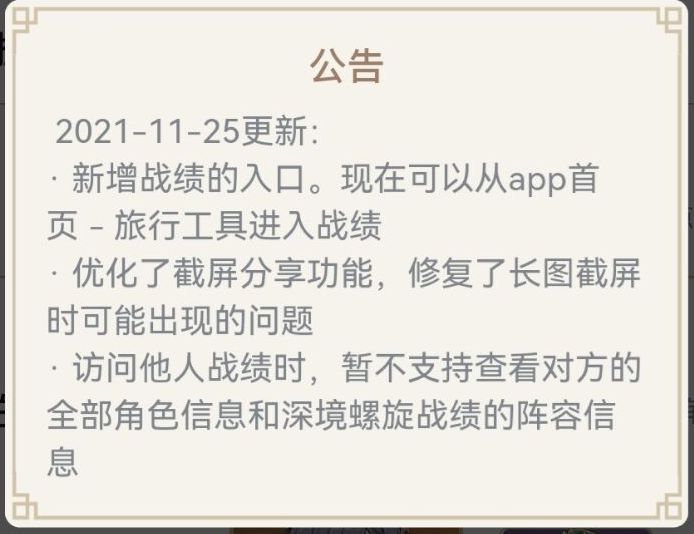 公告
2021-11-25更新：
· 新增战绩的入口。现在可以从app首
页 - 旅行工具进入战绩
· 优化了截屏分享功能，修复了长图截屏
时可能出现的问题
· 访问他人战绩时，暂不支持查看对方的
全部角色信息和深境螺旋战绩的阵容信
息